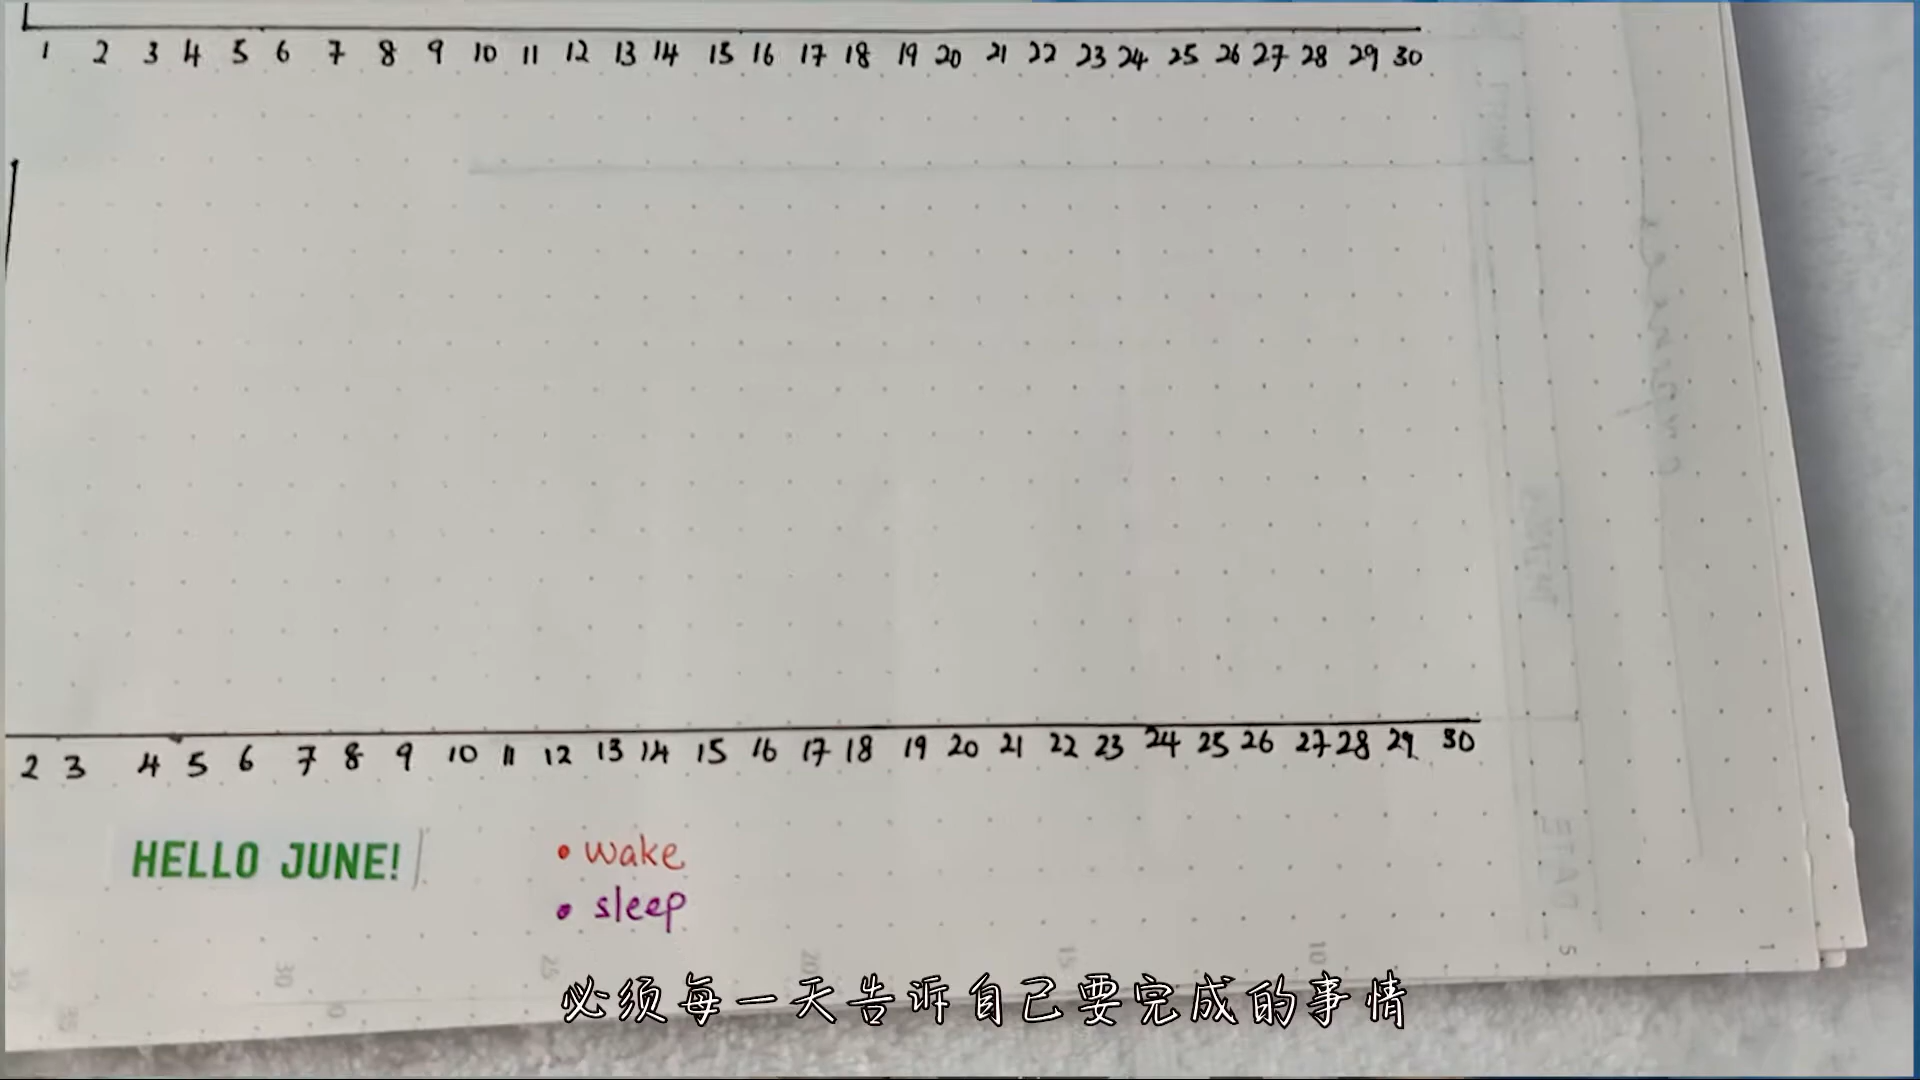 1 2 3 4 5 6 7 8 9 10 11 12 13 14 15 16 17 18 19 20 21 22 23 24 25 26 27 28 29 30
2 3 4 5 6 7 8 9 10 11 12 13 14 15 16 17 18 19 20 21 22 23 24 25 26 27 28 29 30
HELLO JUNE!
• wake
• sleep
必须每一天告诉自己要完成的事情